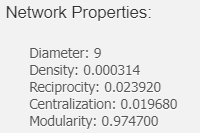 Network Properties:
Diameter: 9
Density: 0.000314
Reciprocity: 0.023920
Centralization: 0.019680
Modularity: 0.974700